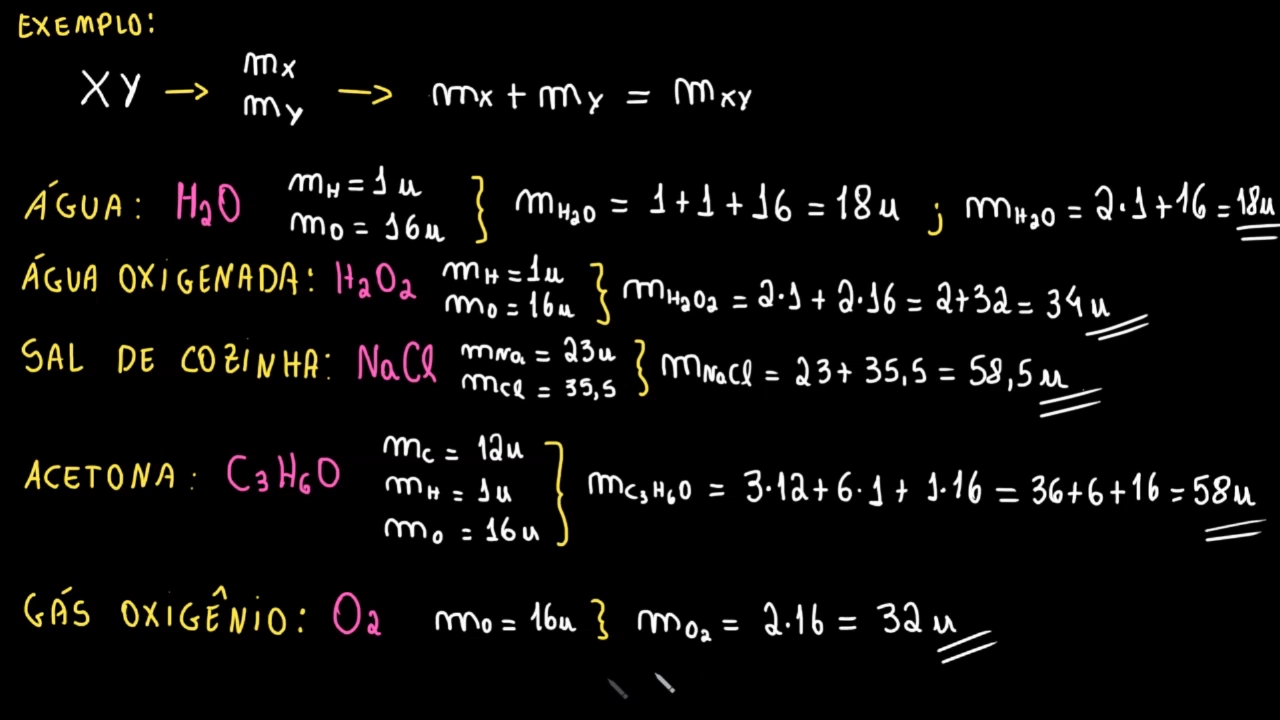 EXEMPLO:
XY → mX mY → mX + mY = mXY
ÁGUA: H₂O mH = 1u mO = 16u } mH₂O = 1+1+16 = 18u ; mH₂O = 2·1+16 = 18u
ÁGUA OXIGENADA: H₂O₂ mH = 1u mO = 16u } mH₂O₂ = 2·1 + 2·16 = 2+32 = 34u
SAL DE COZINHA: NaCl mNa = 23u mCl = 35,5 } mNaCl = 23 + 35,5 = 58,5u
ACETONA: C₃H₆O mC = 12u mH = 1u mO = 16u } mC₃H₆O = 3·12+6·1+1·16 = 36+6+16 = 58u
GÁS OXIGÊNIO: O₂ mO = 16u } mO₂ = 2·16 = 32u